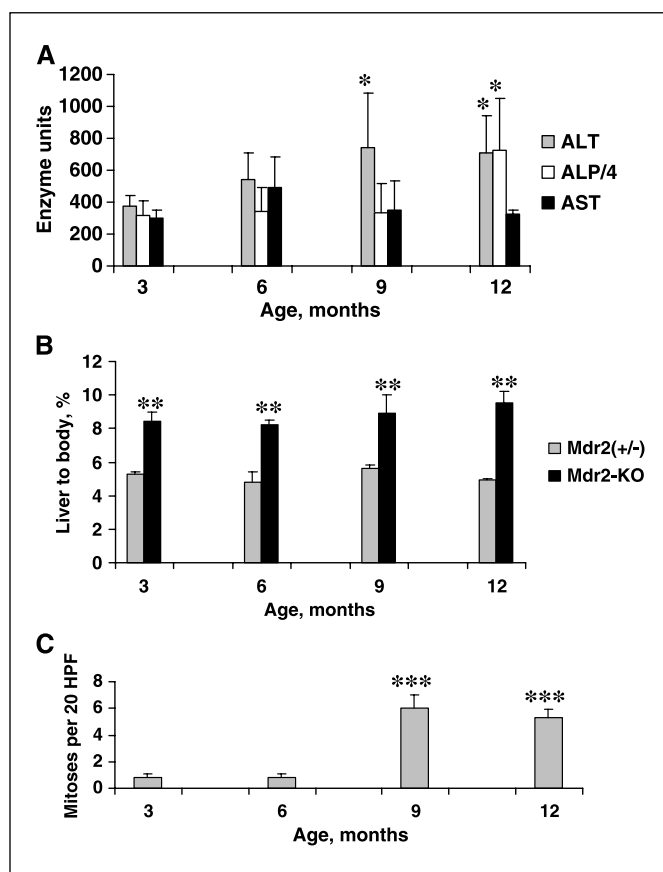 A
Enzyme units
1200
1000
800
600
400
200
0
* * *
ALT
ALP/4
AST
3 6 9 12
Age, months
B
Liver to body, %
12
10
8
6
4
2
0
** ** ** **
Mdr2(+/-)
Mdr2-KO
3 6 9 12
Age, months
C
Mitoses per 20 HPF
8
6
4
2
0
*** ***
3 6 9 12
Age, months